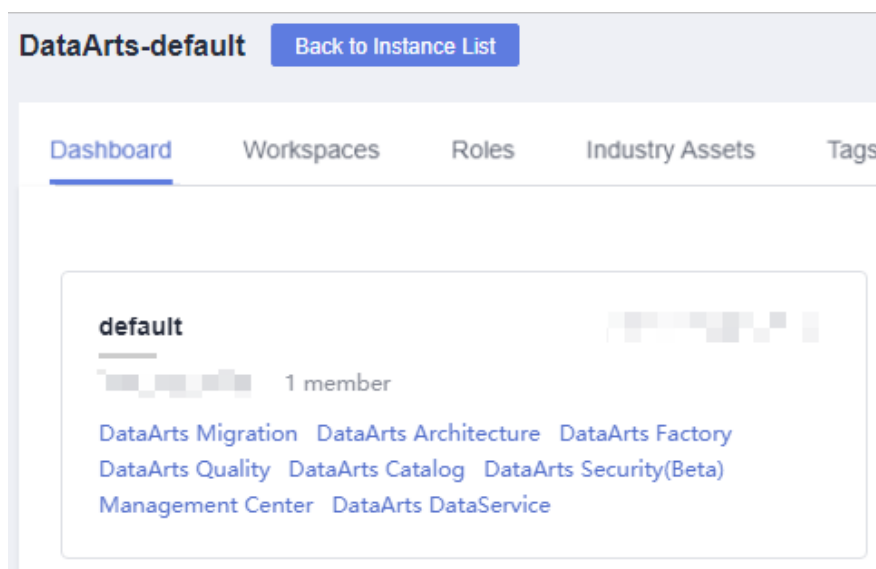 DataArts-default Back to Instance List
Dashboard Workspaces Roles Industry Assets Tags
default
1 member
DataArts Migration DataArts Architecture DataArts Factory
DataArts Quality DataArts Catalog DataArts Security(Beta)
Management Center DataArts DataService